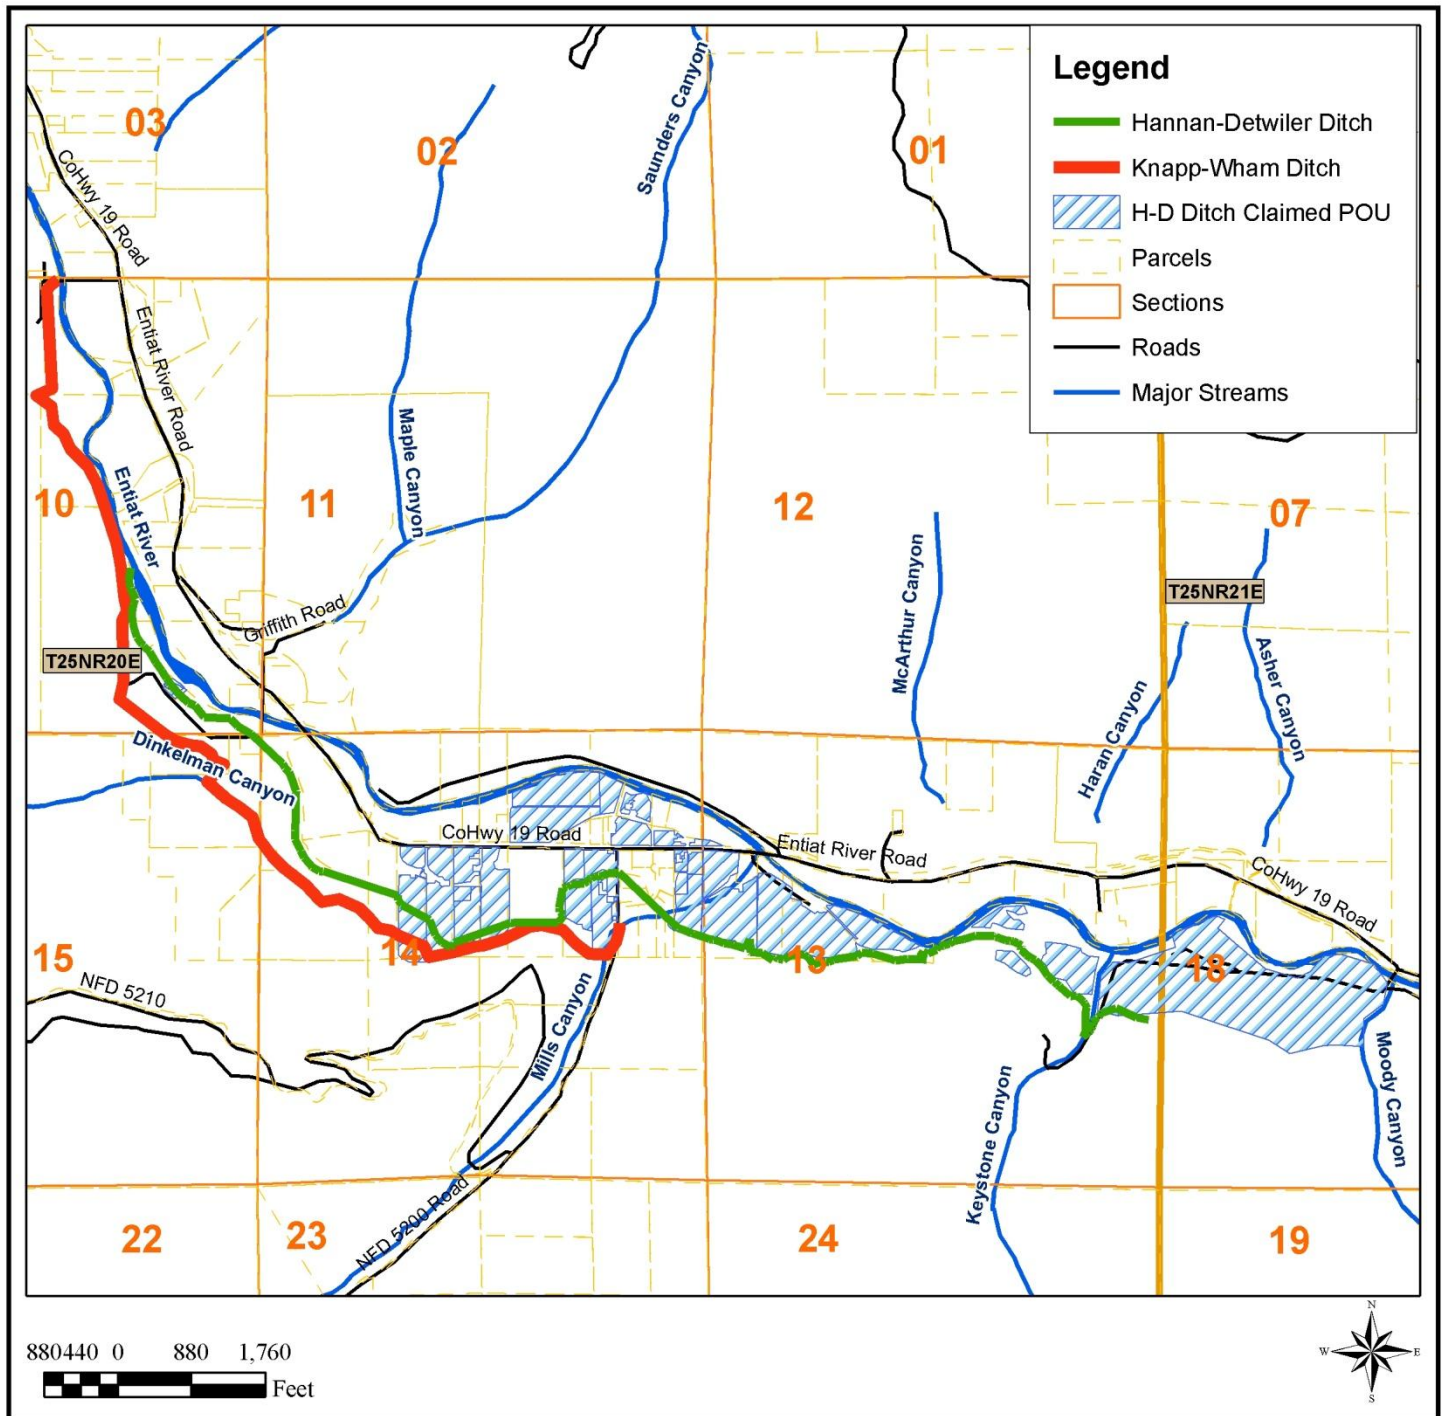 Legend
Hannan-Detwiler Ditch
Knapp-Wham Ditch
H-D Ditch Claimed POU
Parcels
Sections
Roads
Major Streams
03
02
01
Saunders Canyon
CoHwy 19 Road
Entiat River Road
Maple Canyon
Entiat River
10
11
12
07
McArthur Canyon
T25NR21E
Griffith Road
T25NR20E
Haran Canyon
Asher Canyon
Dinkelman Canyon
CoHwy 19 Road
Entiat River Road
CoHwy 19 Road
15
14
13
18
NFD 5210
Mills Canyon
Keystone Canyon
Moody Canyon
NFD 5200 Road
22
23
24
19
880440 0 880 1,760
Feet
N
W
E
S